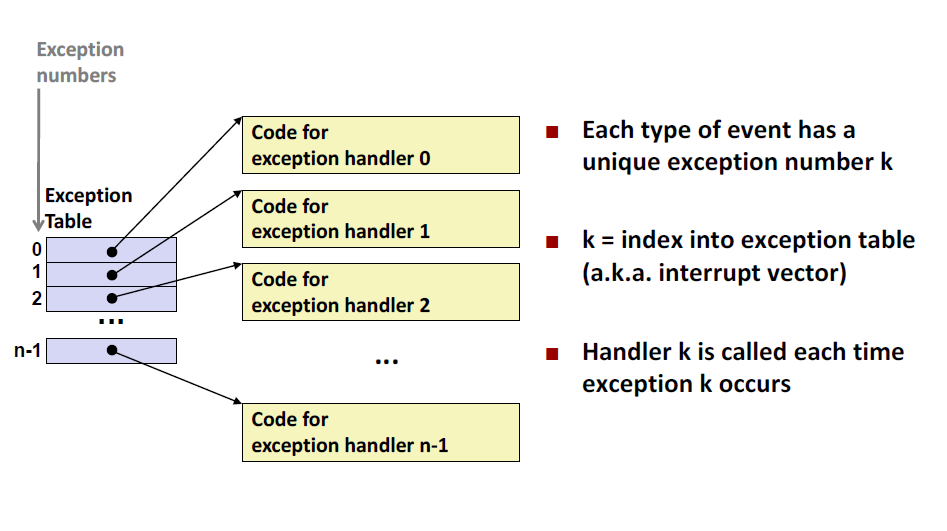 Exception
numbers
Exception
Table
0
1
2
...
n-1
Code for
exception handler 0
Code for
exception handler 1
Code for
exception handler 2
...
Code for
exception handler n-1
Each type of event has a
unique exception number k
k = index into exception table
(a.k.a. interrupt vector)
Handler k is called each time
exception k occurs